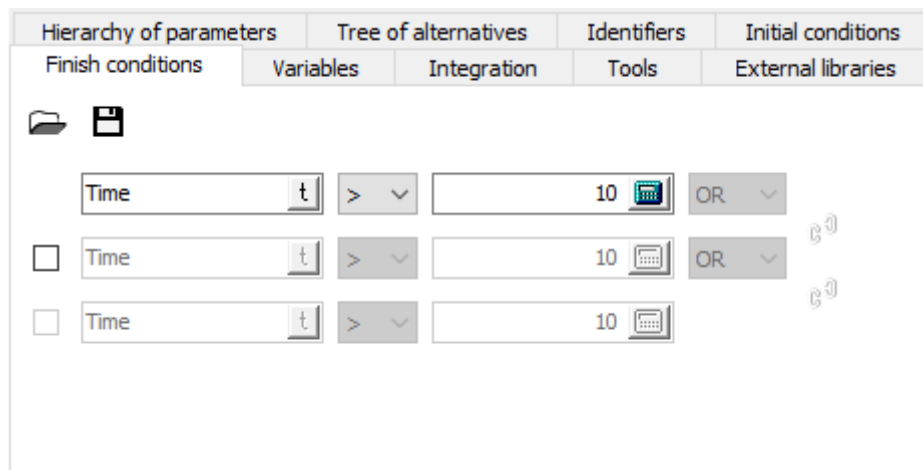 Hierarchy of parameters Tree of alternatives Identifiers Initial conditions
Finish conditions Variables Integration Tools External libraries
Time t > 10 OR
Time t > 10 OR
Time t > 10